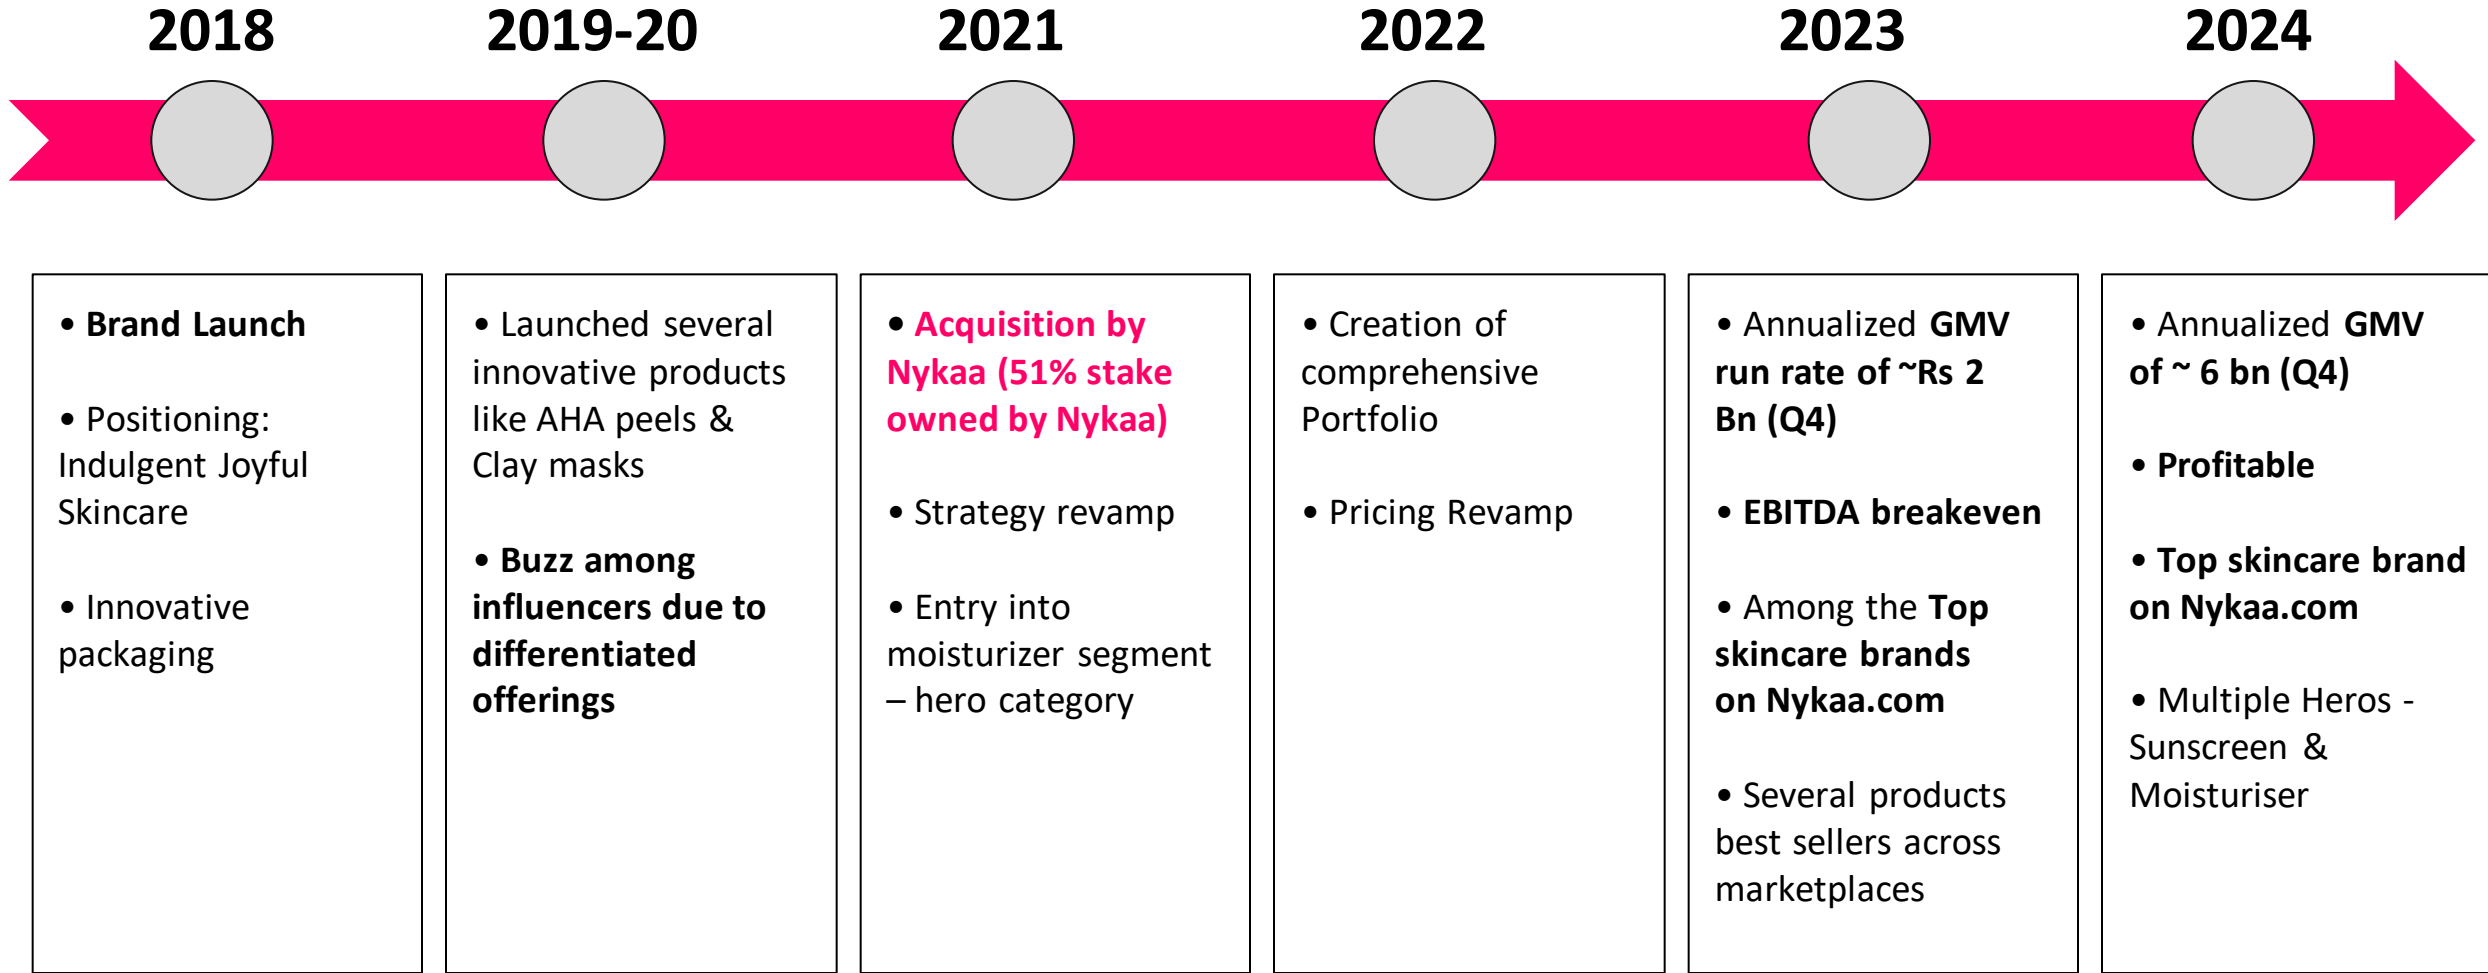 2018
2019-20
2021
2022
2023
2024
• Brand Launch
• Positioning:
Indulgent Joyful
Skincare
• Innovative
packaging
• Launched several
innovative products
like AHA peels &
Clay masks
• Buzz among
influencers due to
differentiated
offerings
• Acquisition by
Nykaa (51% stake
owned by Nykaa)
• Strategy revamp
• Entry into
moisturizer segment
– hero category
• Creation of
comprehensive
Portfolio
• Pricing Revamp
• Annualized GMV
run rate of ~Rs 2
Bn (Q4)
• EBITDA breakeven
• Among the Top
skincare brands
on Nykaa.com
• Several products
best sellers across
marketplaces
• Annualized GMV
of ~ 6 bn (Q4)
• Profitable
• Top skincare brand
on Nykaa.com
• Multiple Heros -
Sunscreen &
Moisturiser